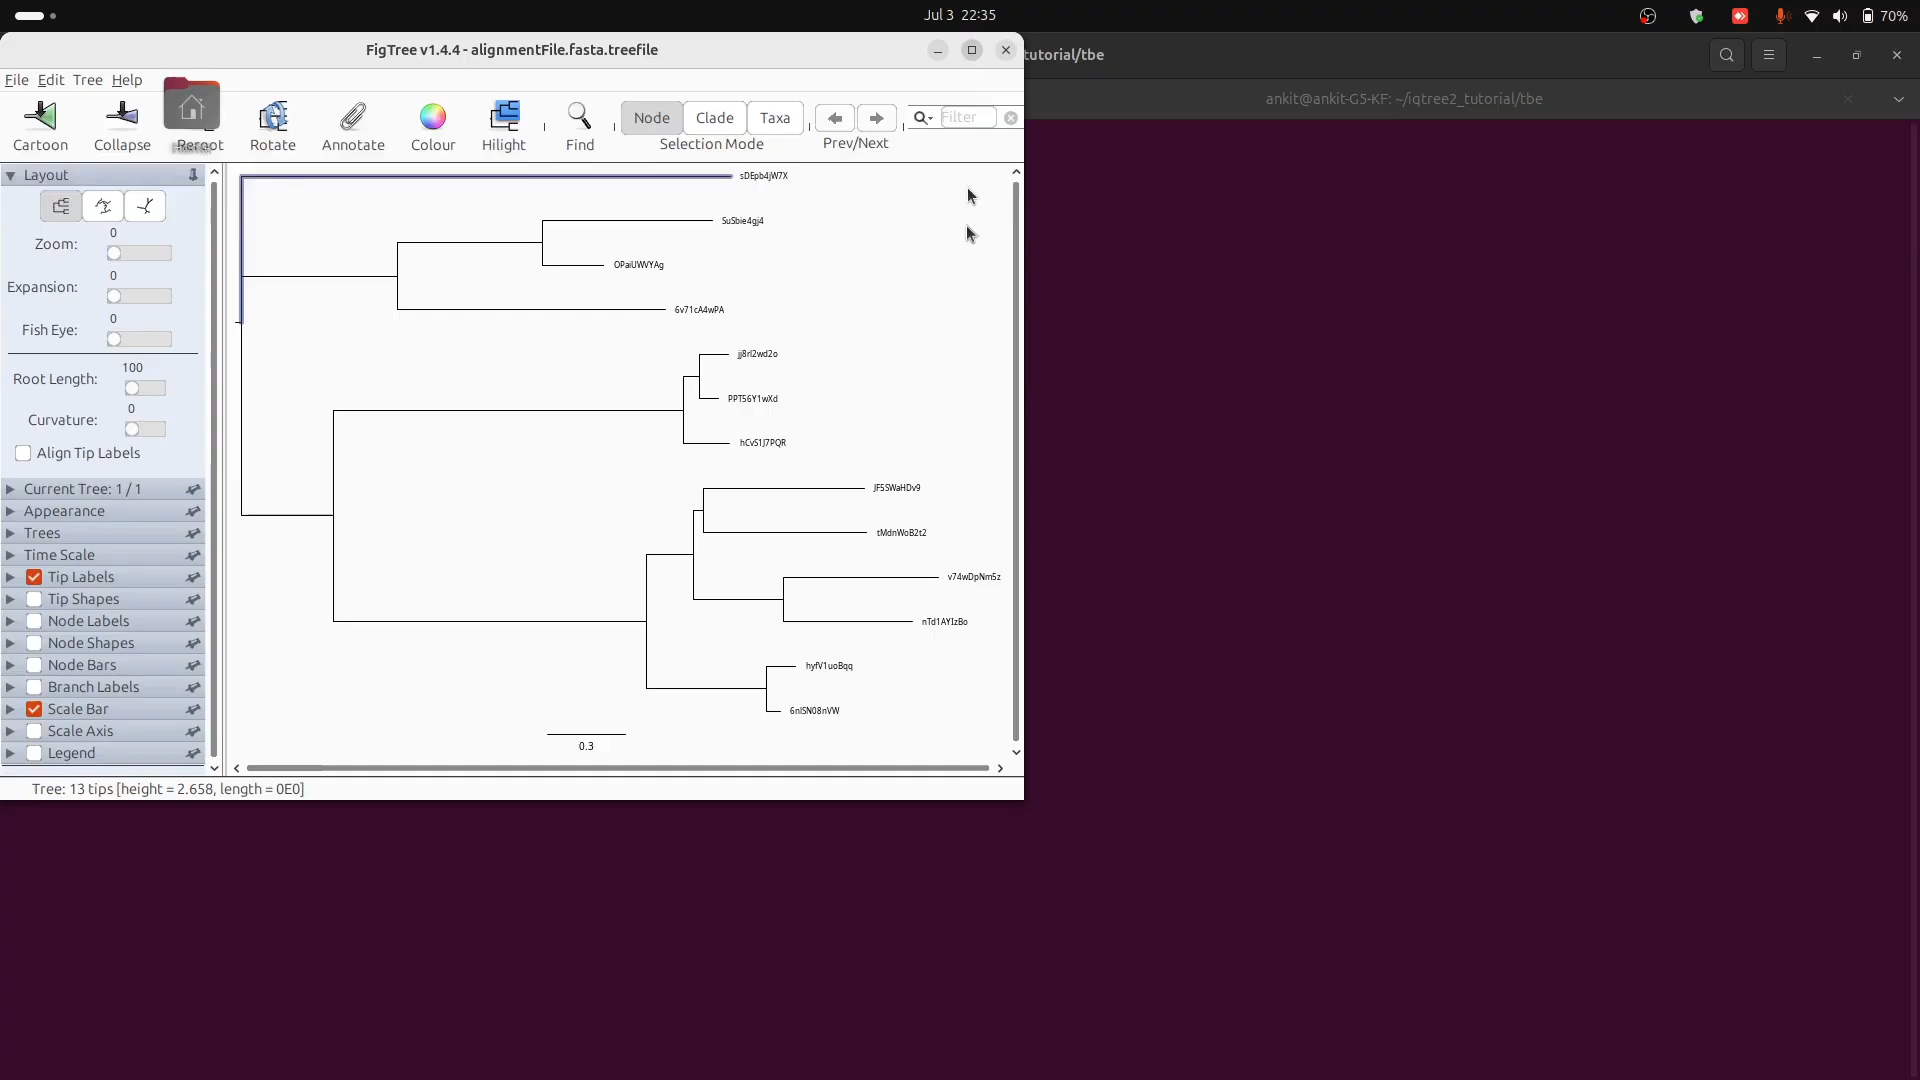 Jul 3 22:35
70%
FigTree v1.4.4 - alignmentFile.fasta.treefile
tutorial/tbe
File Edit Tree Help
ankit@ankit-G5-KF: ~/iqtree2_tutorial/tbe
Cartoon Collapse Reroot Rotate Annotate Colour Hilight Find
Node Clade Taxa
Selection Mode
Prev/Next
Filter
Layout
Zoom: 0
Expansion: 0
Fish Eye: 0
Root Length: 100
Curvature: 0
Align Tip Labels
Current Tree: 1 / 1
Appearance
Trees
Time Scale
Tip Labels
Tip Shapes
Node Labels
Node Shapes
Node Bars
Branch Labels
Scale Bar
Scale Axis
Legend
sDEpb4jW7X
SuSbie4gj4
OPaiUWVYAg
6v71cA4wPA
jj8rl2wd2o
PPT56Y1wXd
hCvS1J7PQR
JF5SWaHDv9
tMdnWoB2t2
v74wDpNm5z
nTd1AYIzBo
hyfV1uoBqq
6nISN08nVW
0.3
Tree: 13 tips [height = 2.658, length = 0E0]